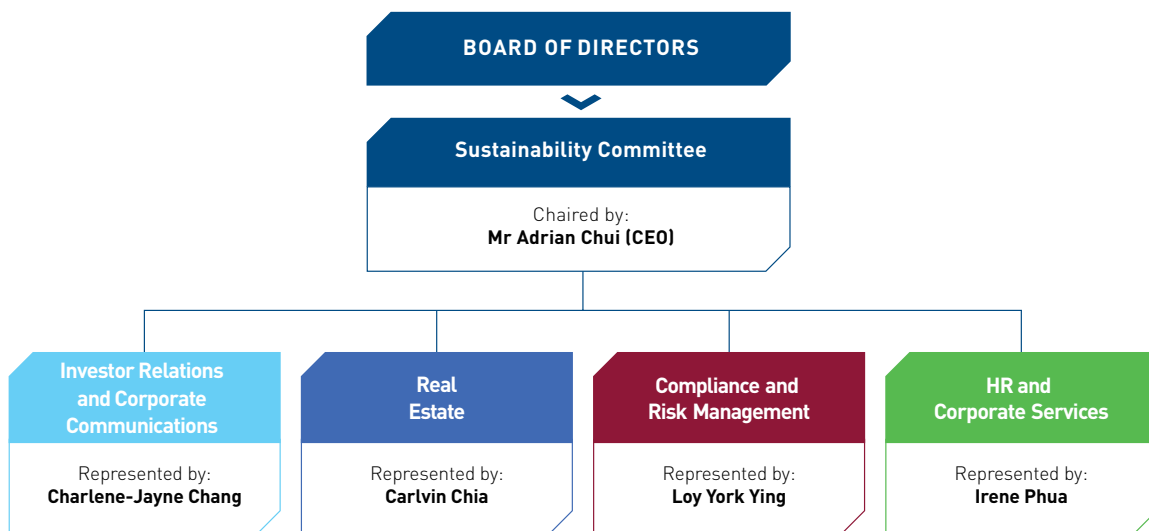 BOARD OF DIRECTORS
Sustainability Committee
Chaired by:
Mr Adrian Chui (CEO)
Investor Relations
and Corporate
Communications
Represented by:
Charlene-Jayne Chang
Real
Estate
Represented by:
Carlvin Chia
Compliance and
Risk Management
Represented by:
Loy York Ying
HR and
Corporate Services
Represented by:
Irene Phua